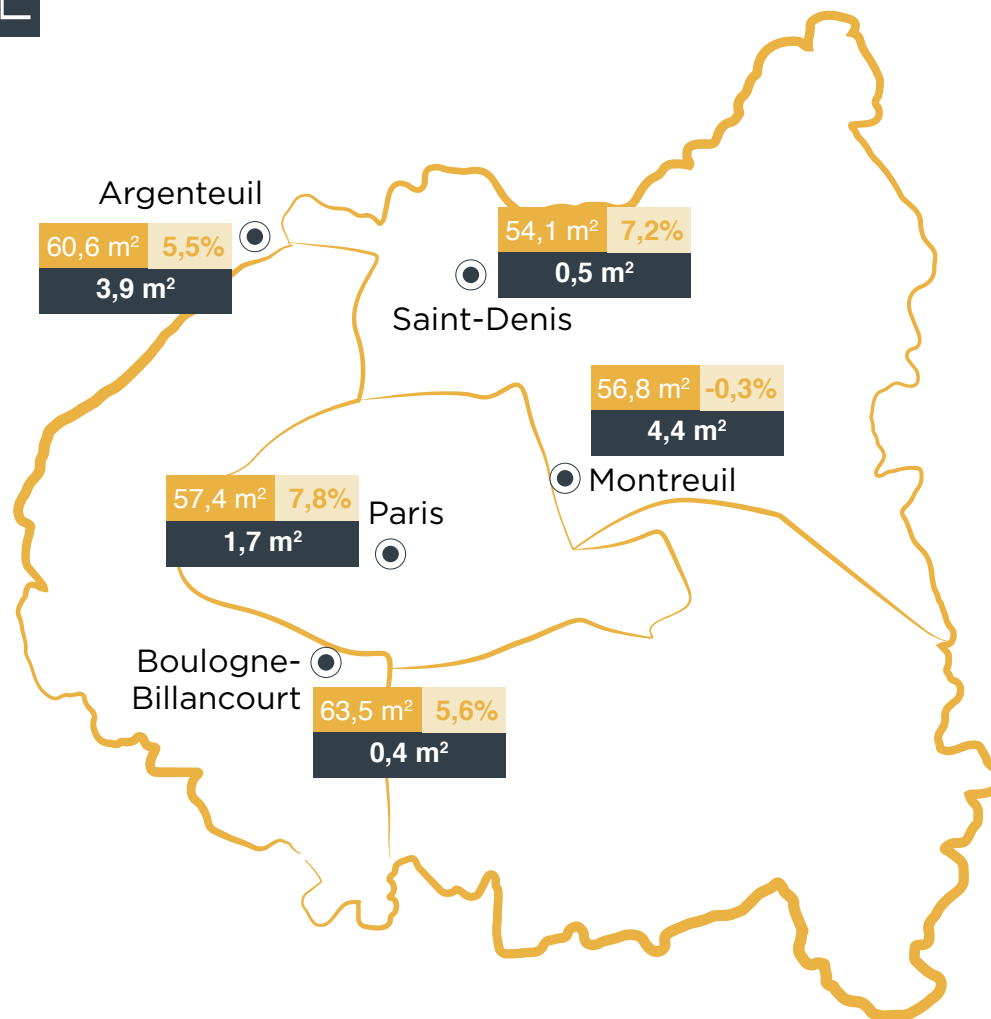 Argenteuil
60,6 m² 5,5%
3,9 m²
54,1 m² 7,2%
0,5 m²
Saint-Denis
56,8 m² -0,3%
4,4 m²
Montreuil
57,4 m² 7,8%
1,7 m²
Paris
Boulogne-
Billancourt
63,5 m² 5,6%
0,4 m²